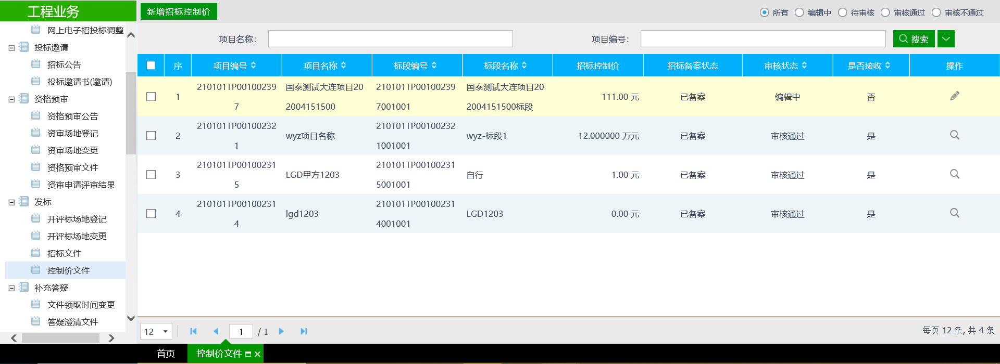 工程业务
网上电子招投标调整
投标邀请
招标公告
投标邀请书(邀请)
资格预审
资格预审公告
资审场地登记
资审场地变更
资格预审文件
资审申请评审结果
发标
开评标场地登记
开评标场地变更
招标文件
控制价文件
补充答疑
文件领取时间变更
答疑澄清文件
新增招标控制价
所有 编辑中 待审核 审核通过 审核不通过
项目名称： 项目编号： 搜索
序 项目编号 项目名称 标段编号 标段名称 招标控制价 招标备案状态 审核状态 是否接收 操作
210101TP00100239 国泰测试大连项目20 210101TP00100239 国泰测试大连项目20
1 111.00 元 已备案 编辑中 否
7 2004151500 7001001 2004151500标段
210101TP00100232 210101TP00100232
2 wyz项目名称 wyz-标段1 12.000000 万元 已备案 审核通过 是
1 1001001
210101TP00100231 210101TP00100231
3 LGD甲方1203 自行 1.00 元 已备案 审核通过 是
5 5001001
210101TP00100231 210101TP00100231
4 lgd1203 LGD1203 0.00 元 已备案 审核通过 是
4 4001001
12 1 / 1 每页 12 条, 共 4 条
首页 控制价文件